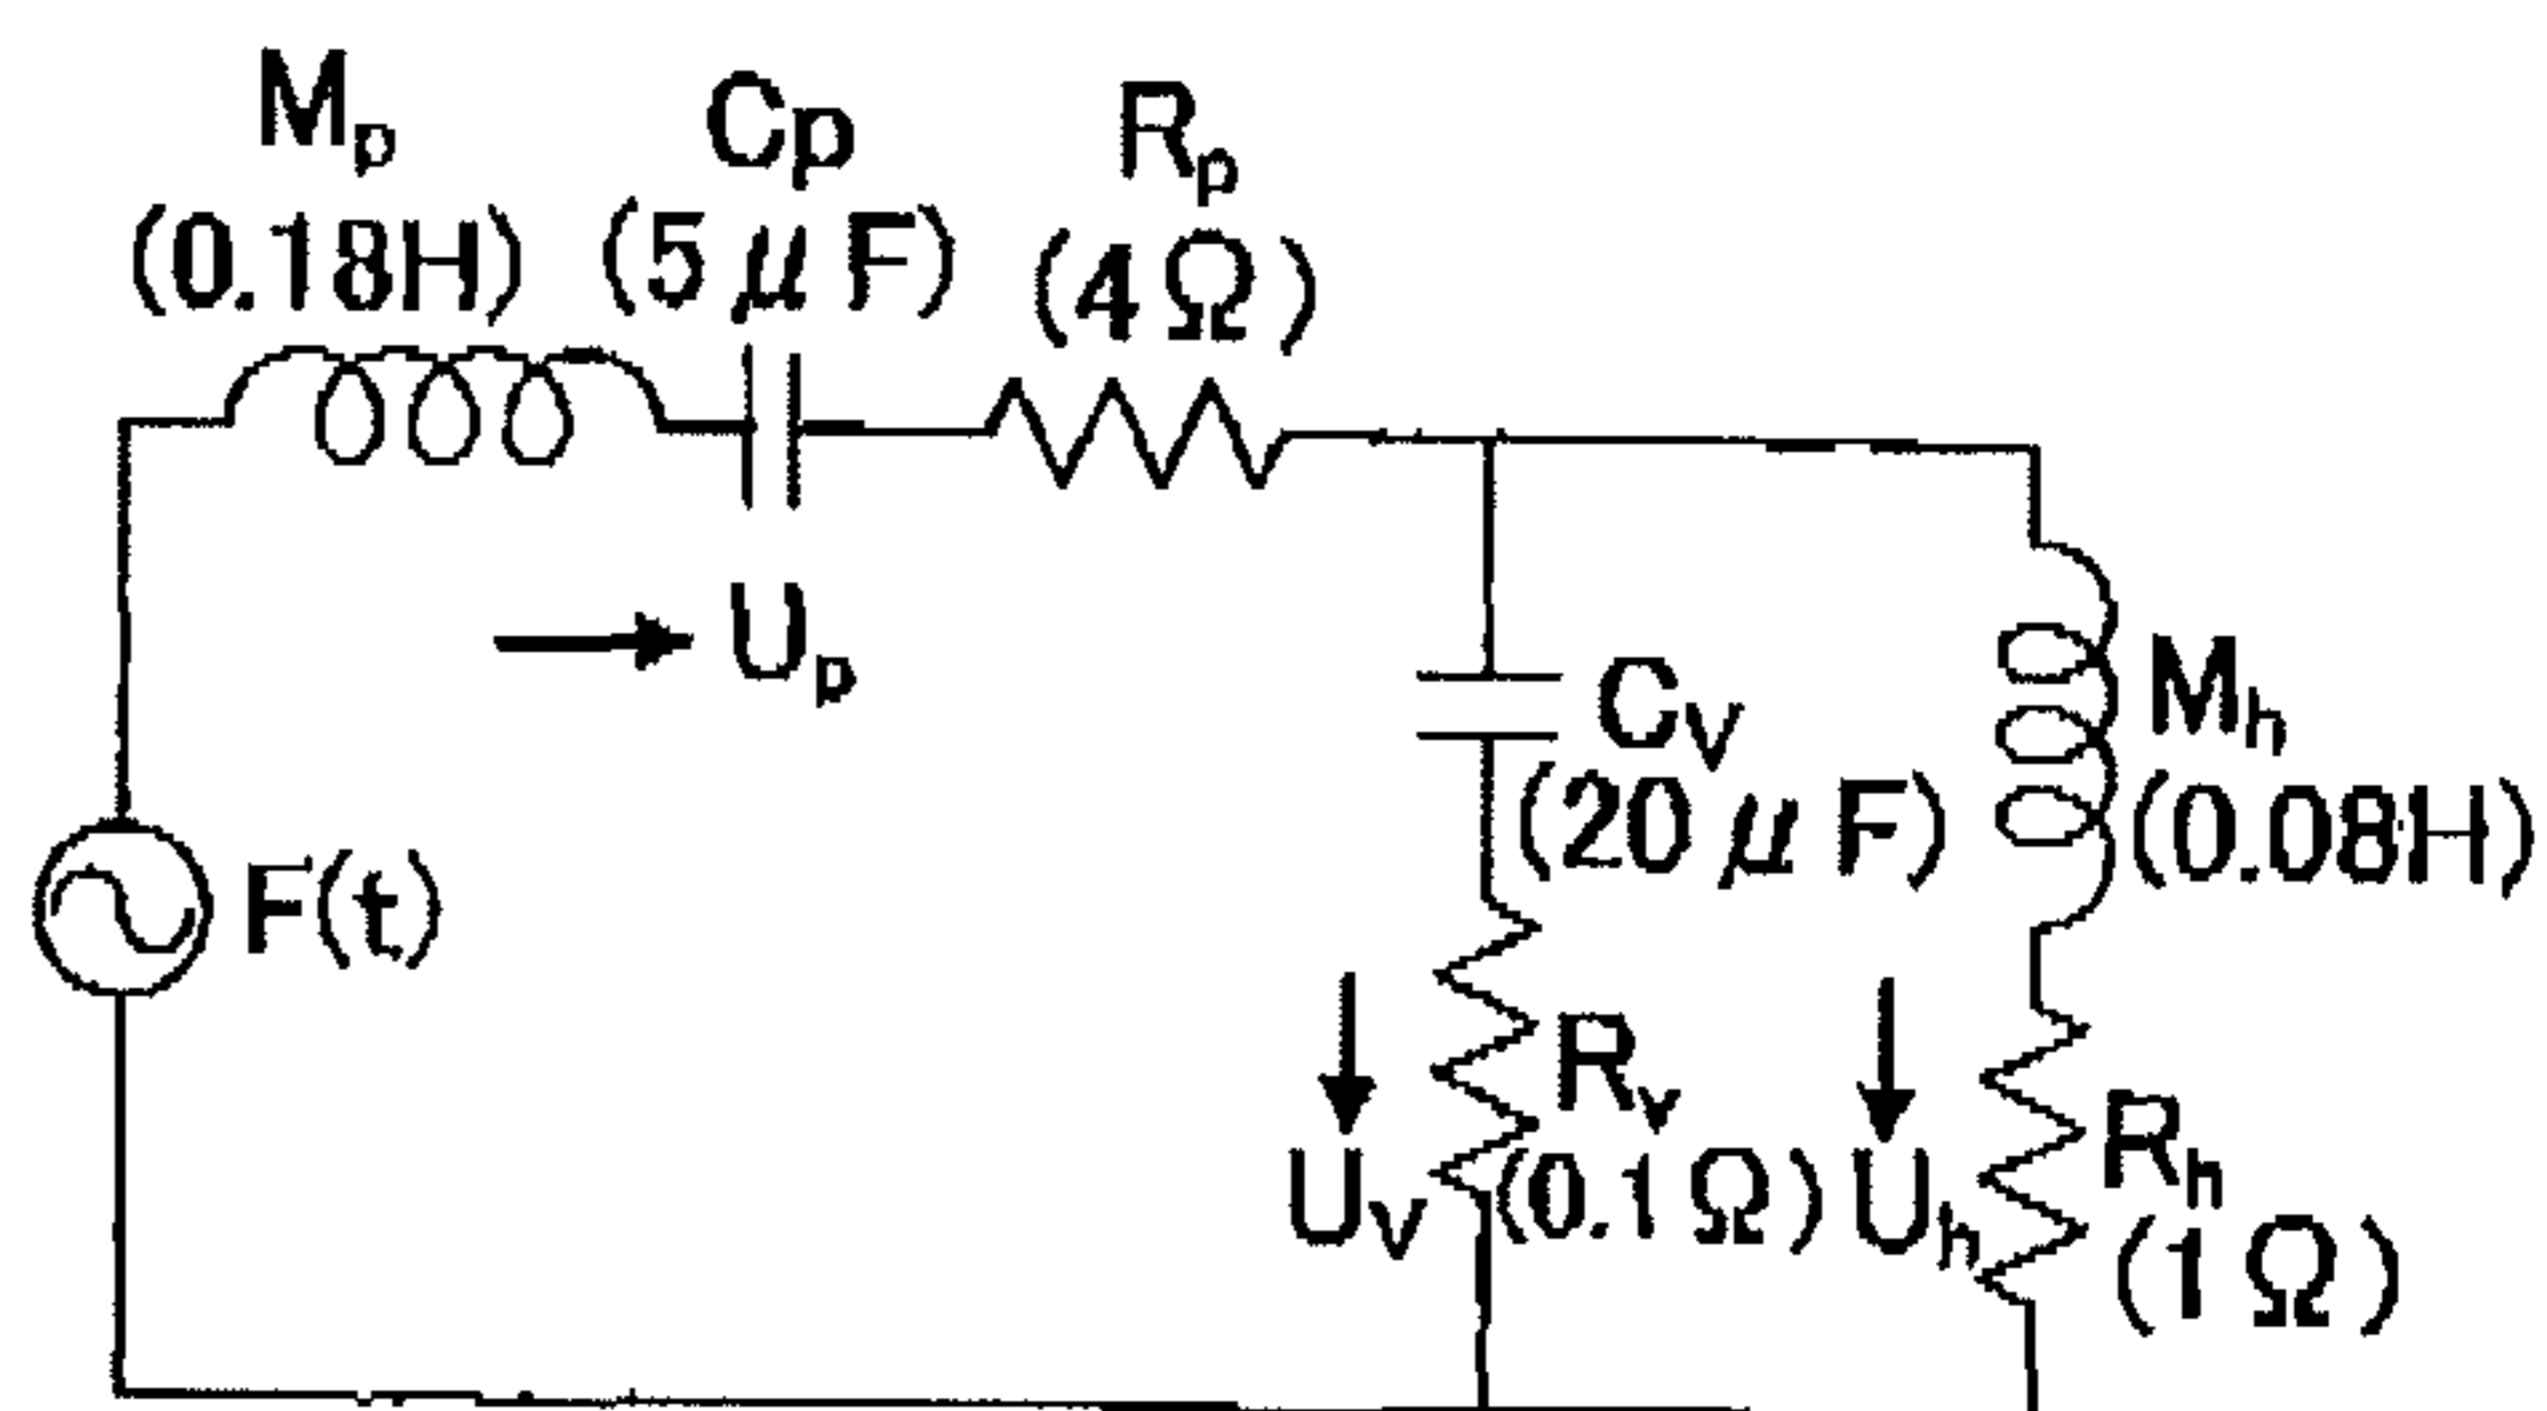 Mp Cp Rp
(0.18H) (5μF) (4Ω)
Up
Cv Mh
(20μF) (0.08H)
F(t)
Rv Rh
Uv (0.1Ω) Uh (1Ω)